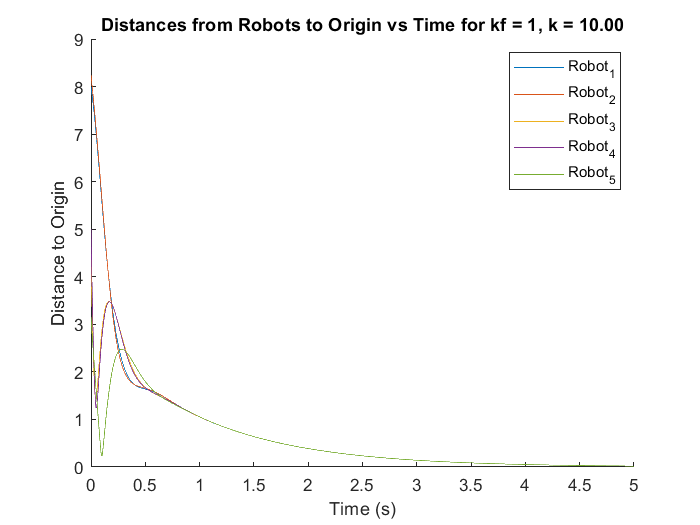 Distances from Robots to Origin vs Time for kf = 1, k = 10.00
9
8
7
6
5
4
3
2
1
0
Distance to Origin
Robot1
Robot2
Robot3
Robot4
Robot5
0 0.5 1 1.5 2 2.5 3 3.5 4 4.5 5
Time (s)